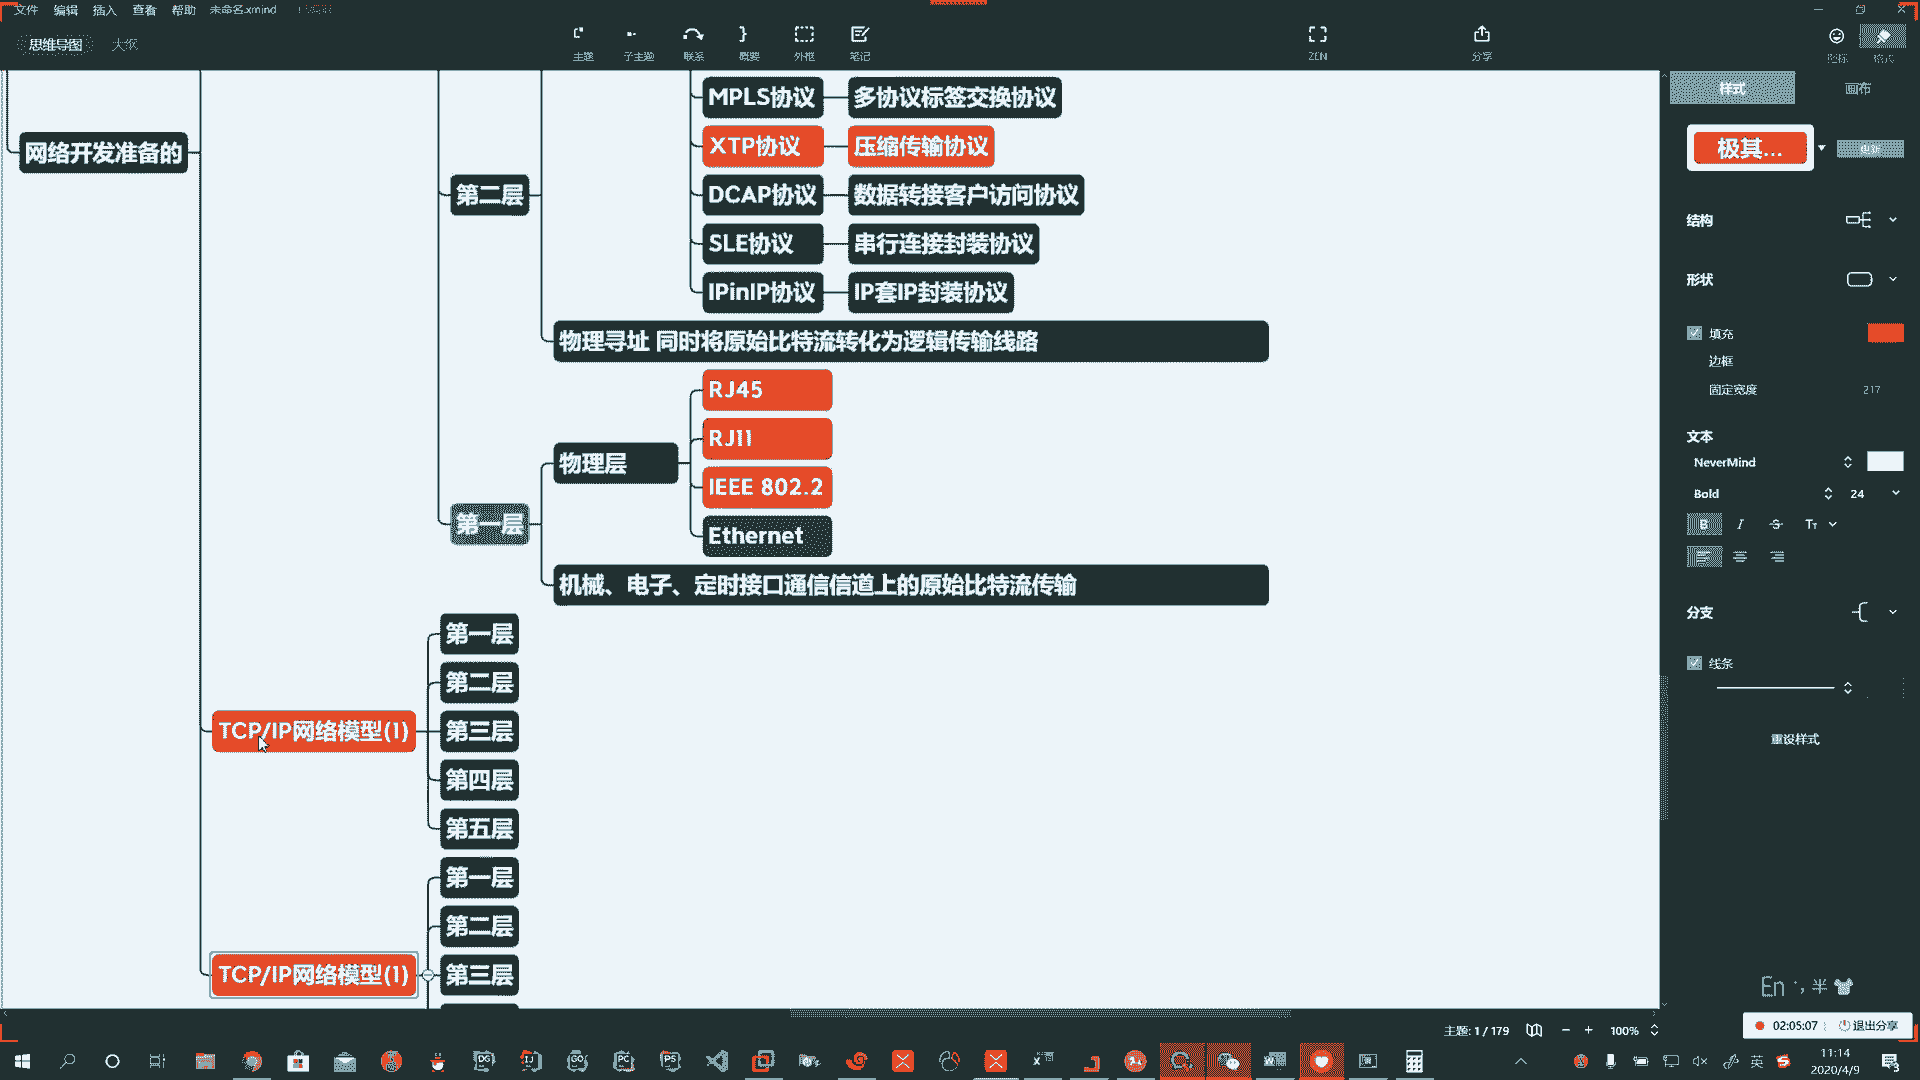 文件 编辑 插入 查看 帮助 未命名.xmind
思维导图 大纲
主题 子主题 联系 概要 外框 笔记 ZEN 分享 图标 格式
样式 画布
MPLS协议 多协议标签交换协议
网络开发准备的
XTP协议 压缩传输协议
极其... 更新
第二层
DCAP协议 数据转接客户访问协议
结构
SLE协议 串行连接封装协议
形状
IPinIP协议 IP套IP封装协议
填充
物理寻址 同时将原始比特流转化为逻辑传输线路
边框
RJ45
固定宽度 217
RJ11
文本
物理层
NeverMind
IEEE 802.2
Bold 24
第一层
B I S Tт
Ethernet
机械、电子、定时接口通信信道上的原始比特流传输
分支
第一层
线条
第二层
TCP/IP网络模型(1)
第三层
重设样式
第四层
第五层
第一层
第二层
TCP/IP网络模型(1)
第三层
En 半
主题: 1 / 179 100%
02:05:07 退出分享
英
11:14
2020/4/9